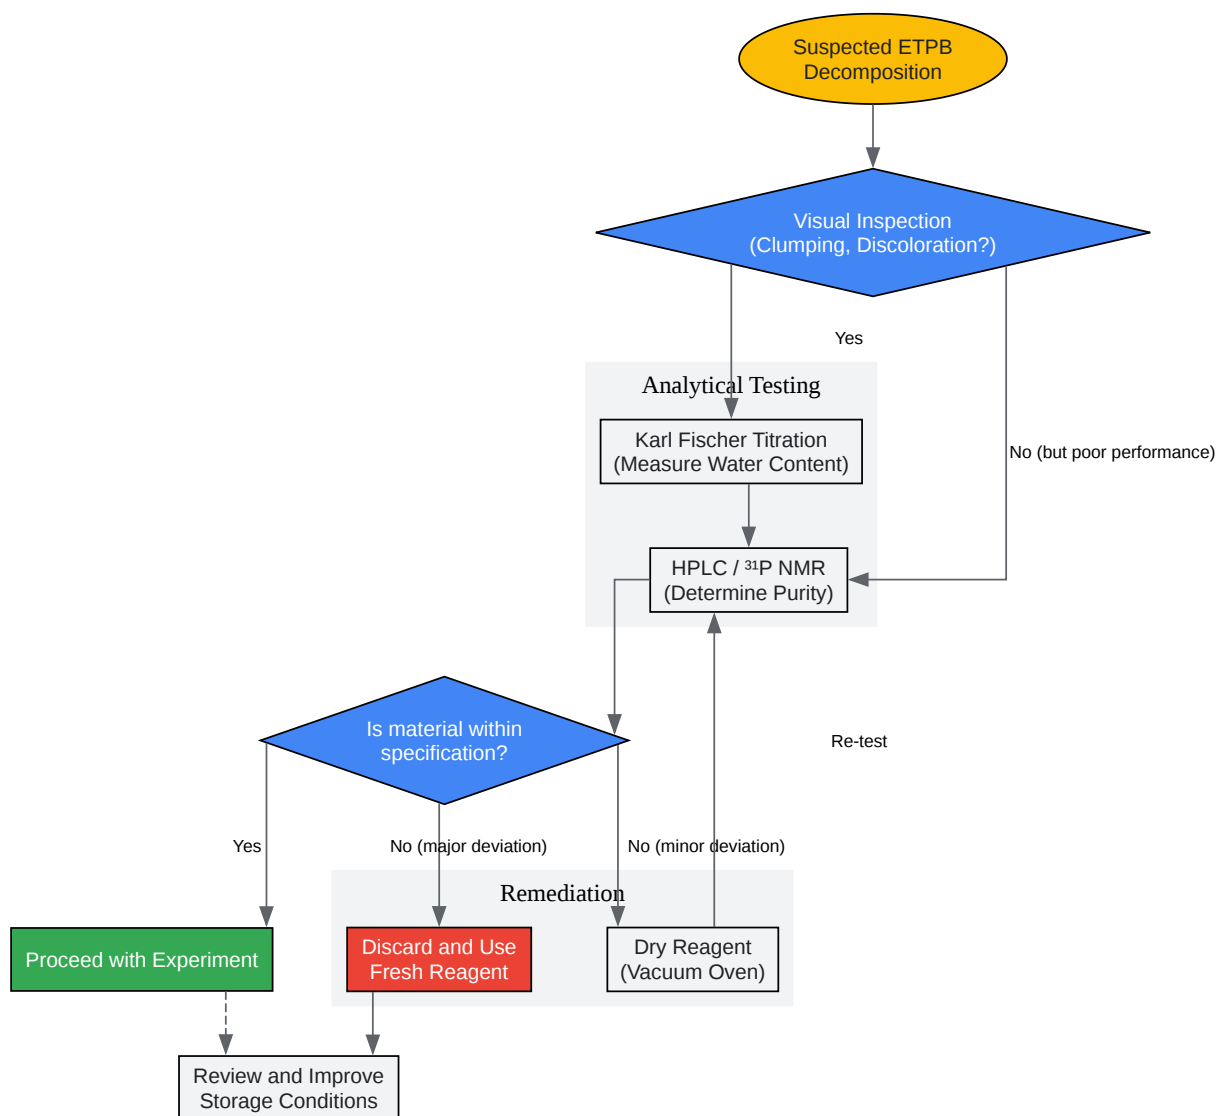 Suspected ETPB
Decomposition
Visual Inspection
(Clumping, Discoloration?)
Yes
Analytical Testing
Karl Fischer Titration
(Measure Water Content)
No (but poor performance)
HPLC / ³¹P NMR
(Determine Purity)
Is material within
specification?
Re-test
Yes
No (major deviation)
No (minor deviation)
Remediation
Proceed with Experiment
Discard and Use
Fresh Reagent
Dry Reagent
(Vacuum Oven)
Review and Improve
Storage Conditions